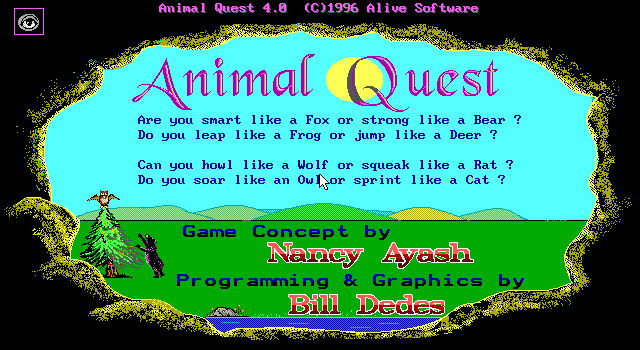 Animal Quest 4.0 (C)1996 Alive Software
Animal Quest
Are you smart like a Fox or strong like a Bear ?
Do you leap like a Frog or jump like a Deer ?
Can you howl like a Wolf or squeak like a Rat ?
Do you soar like an Owl or sprint like a Cat ?
Game Concept by
Nancy Ayash
Programming & Graphics by
Bill Dedes